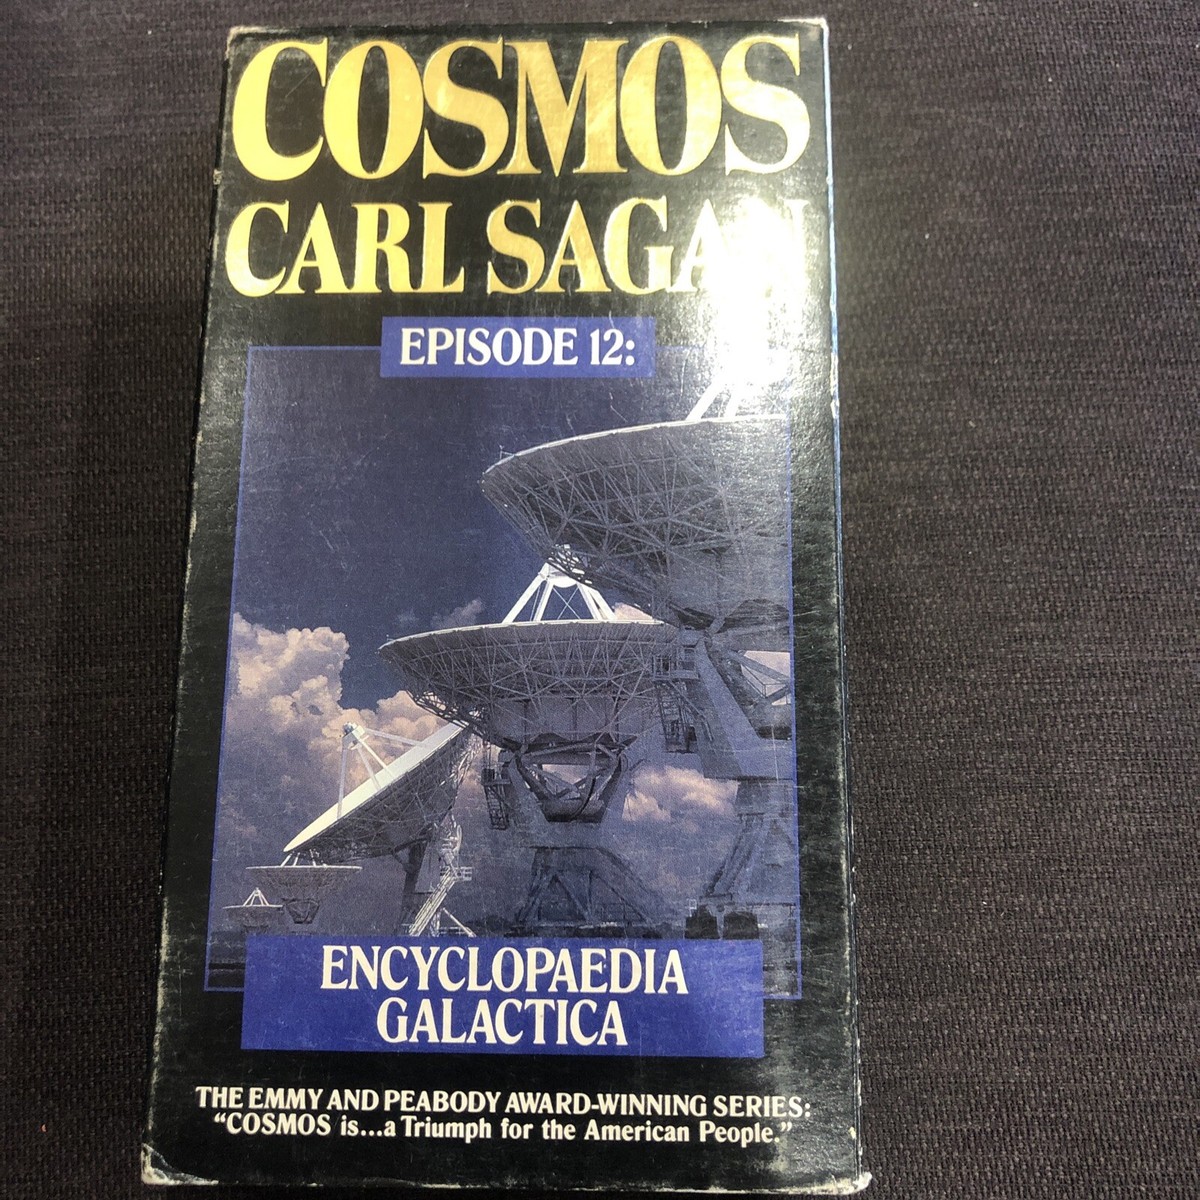 COSMOS
CARL SAGAN
EPISODE 12:
ENCYCLOPAEDIA
GALACTICA
THE EMMY AND PEABODY AWARD-WINNING SERIES:
“COSMOS is...a Triumph for the American People.”